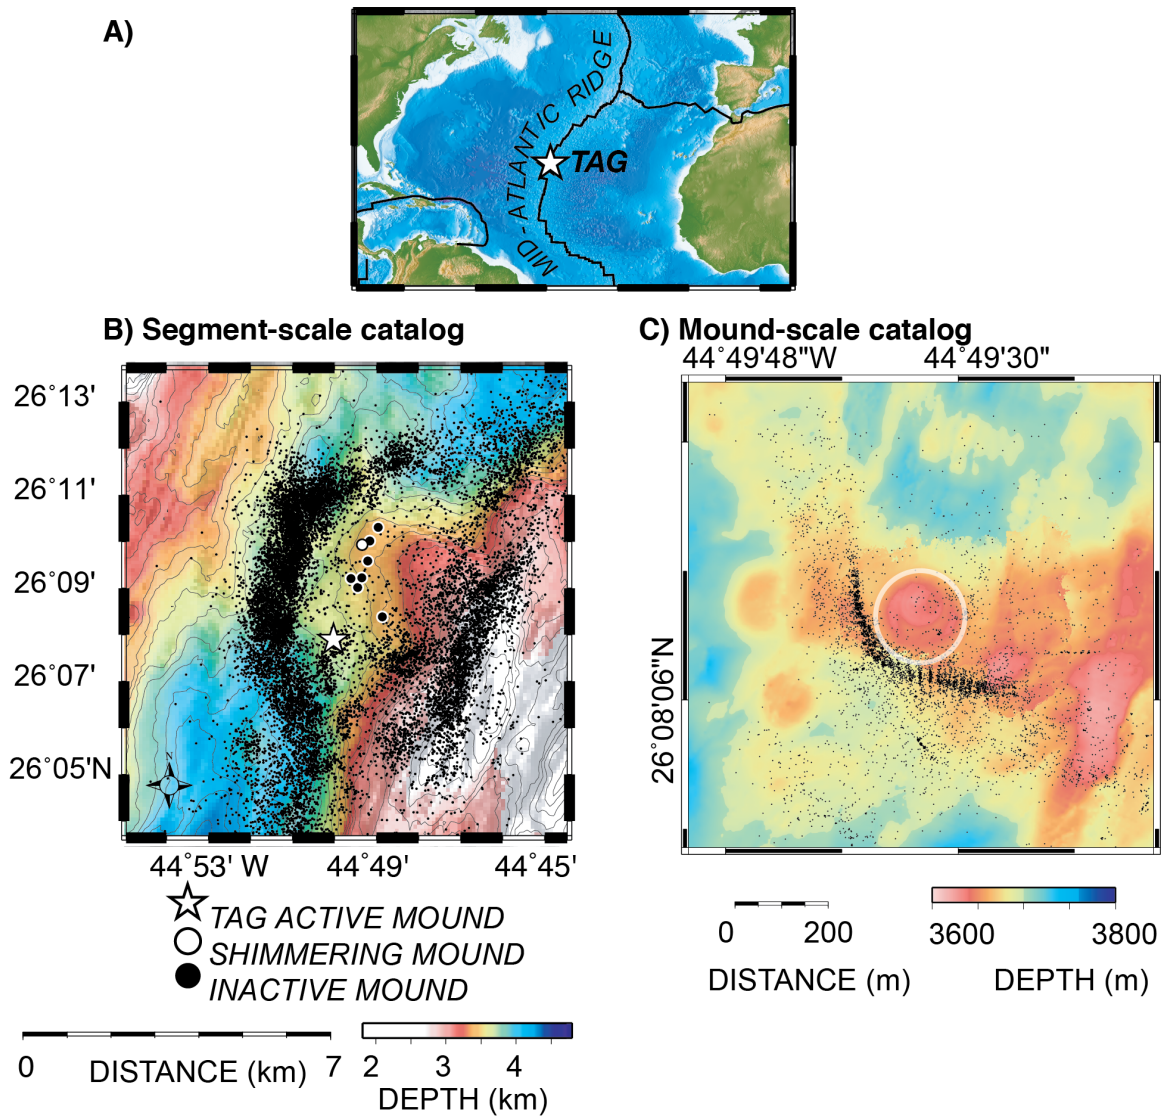 A)
MID-ATLANTIC RIDGE
TAG
B) Segment-scale catalog
26°13'
26°11'
26°09'
26°07'
26°05'N
44°53' W
44°49'
44°45'
TAG ACTIVE MOUND
SHIMMERING MOUND
INACTIVE MOUND
0
7
DISTANCE (km)
2
3
4
DEPTH (km)
C) Mound-scale catalog
44°49'48"W
44°49'30"
26°08'06"N
0
200
DISTANCE (m)
3600
3800
DEPTH (m)